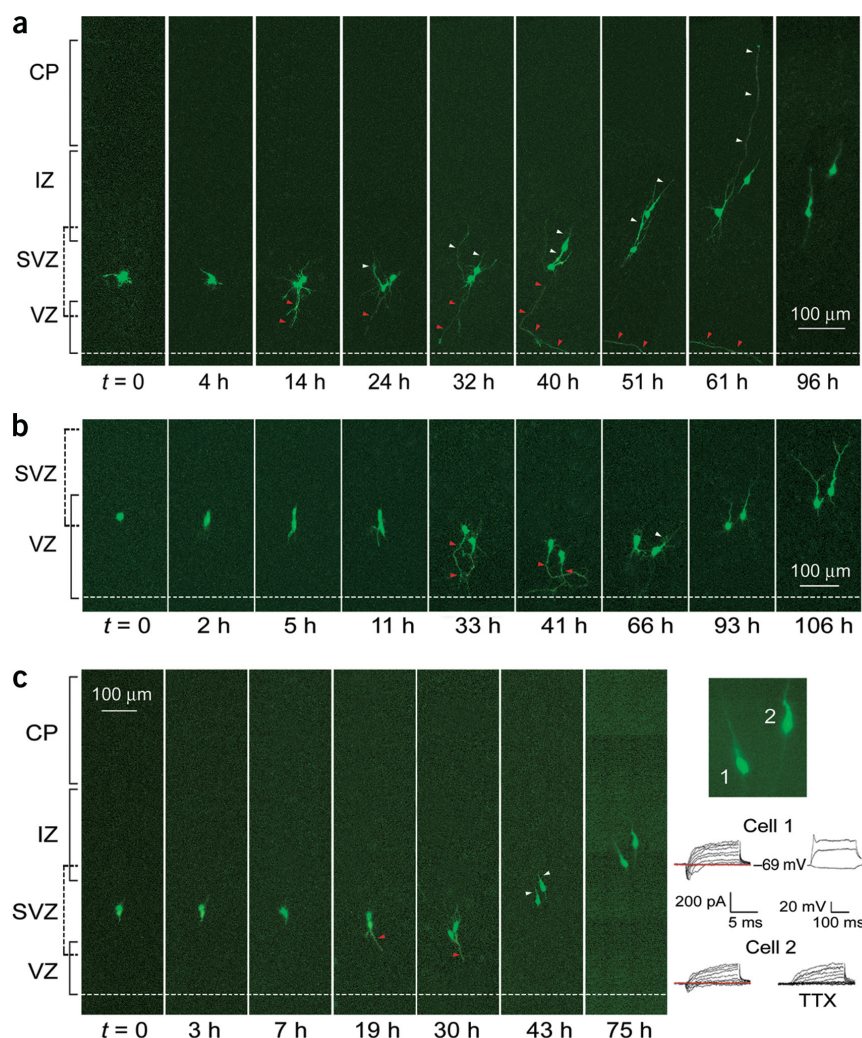 a
CP
IZ
SVZ
VZ
100 μm
t = 0 4 h 14 h 24 h 32 h 40 h 51 h 61 h 96 h
b
SVZ
VZ
100 μm
t = 0 2 h 5 h 11 h 33 h 41 h 66 h 93 h 106 h
c
100 μm
CP
IZ
SVZ
VZ
t = 0 3 h 7 h 19 h 30 h 43 h 75 h
2
1
Cell 1
–69 mV
200 pA 20 mV
5 ms 100 ms
Cell 2
TTX